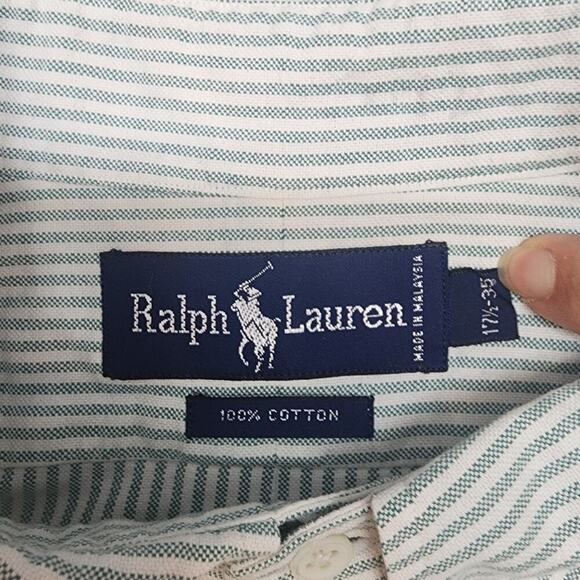 Ralph Lauren
MADE IN MALAYSIA
17½-35
100% COTTON